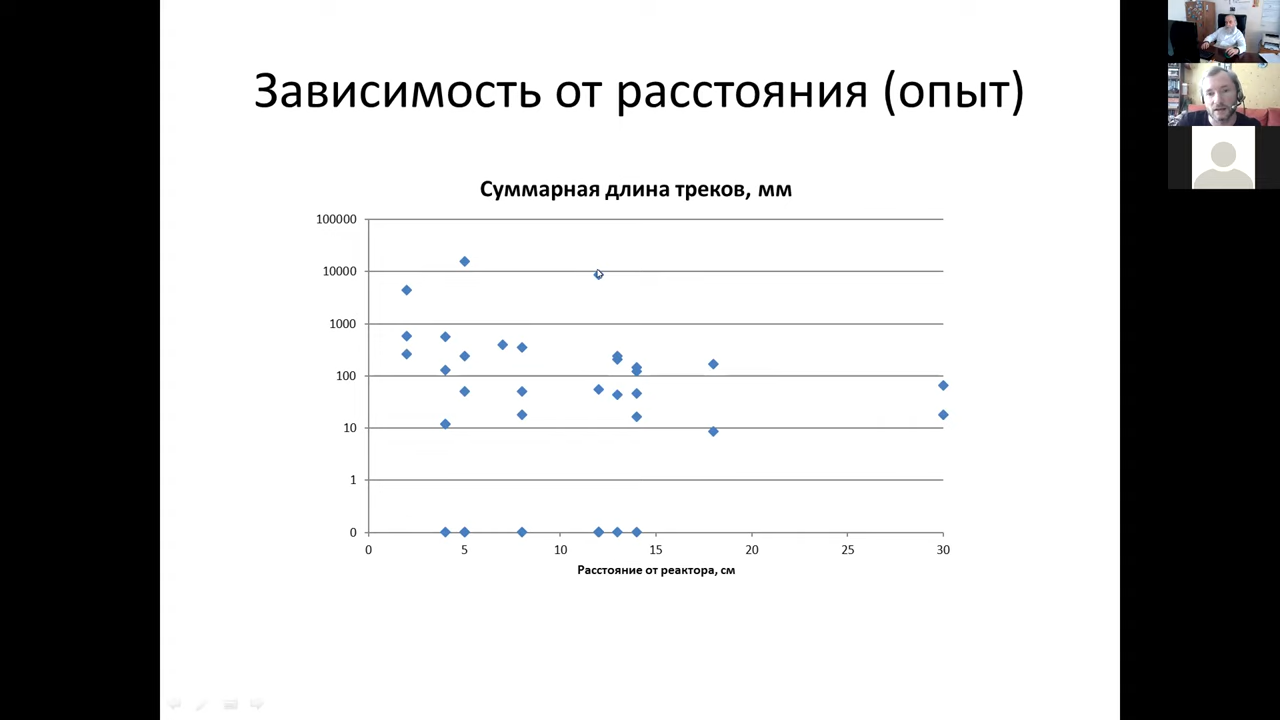 Зависимость от расстояния (опыт)
Суммарная длина треков, мм
100000
10000
1000
100
10
1
0
0 5 10 15 20 25 30
Расстояние от реактора, см